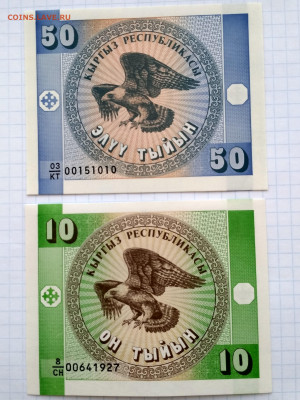 COINS.SU
50
КЫРГЫЗ РЕСПУБЛИКАСЫ
ЭЛҮҮ ТЫЙЫН
03
КТ 00151010
50
10
КЫРГЫЗ РЕСПУБЛИКАСЫ
ОН ТЫЙЫН
8
СН 00641927
10